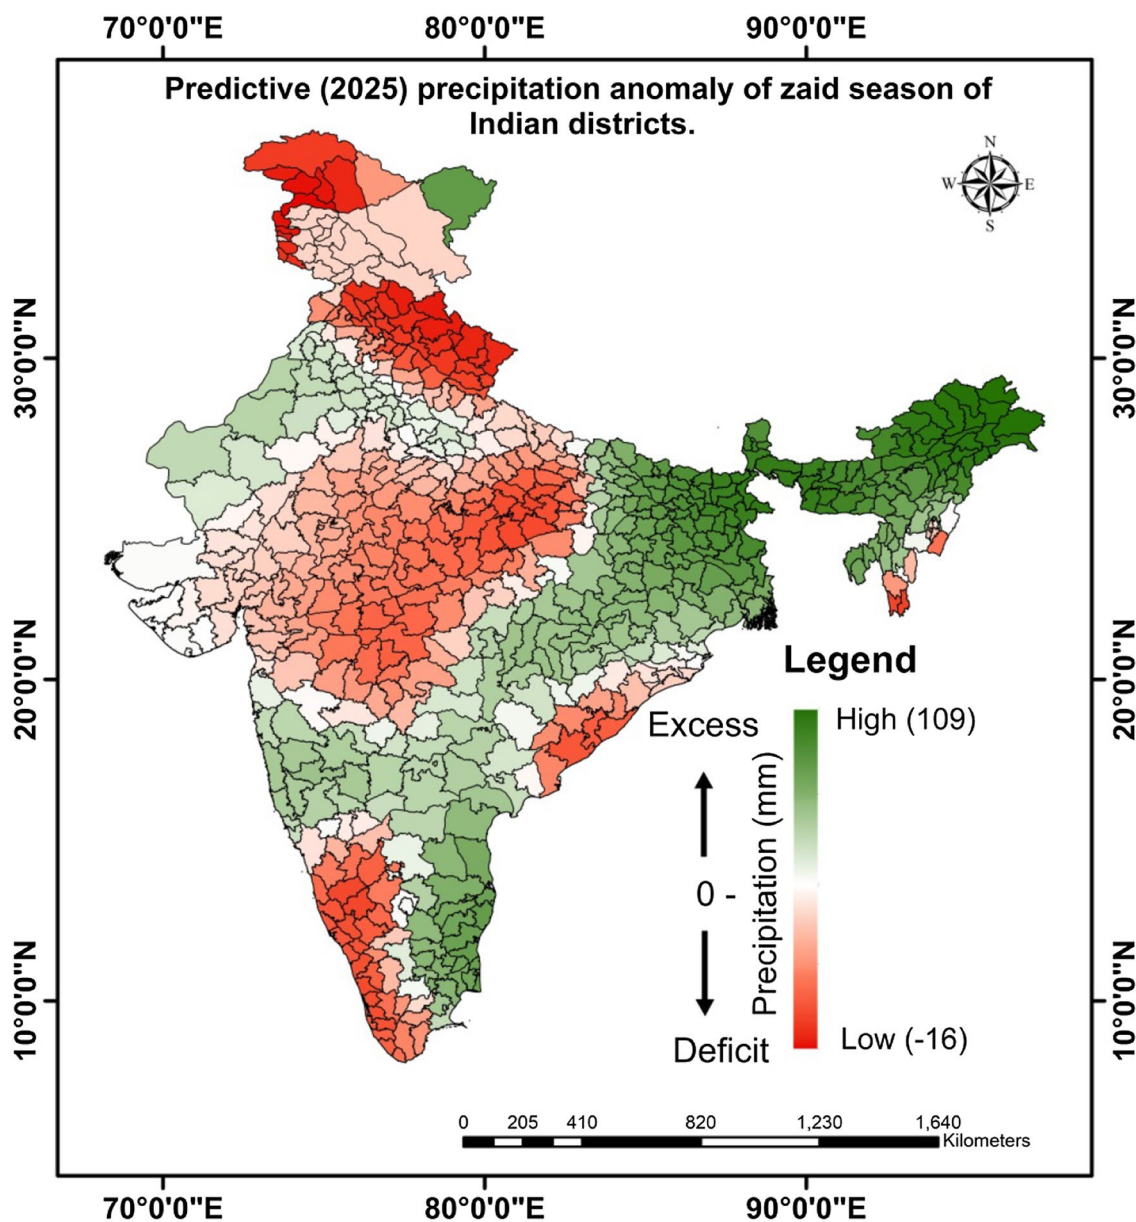 70°0'0"E 80°0'0"E 90°0'0"E
Predictive (2025) precipitation anomaly of zaid season of
Indian districts.
N
W E
S
30°0'0"N 30°0'0"N
20°0'0"N 20°0'0"N
Legend
Excess
High (109)
Precipitation (mm)
0 -
Low (-16)
Deficit
10°0'0"N 10°0'0"N
0 205 410 820 1,230 1,640
Kilometers
70°0'0"E 80°0'0"E 90°0'0"E